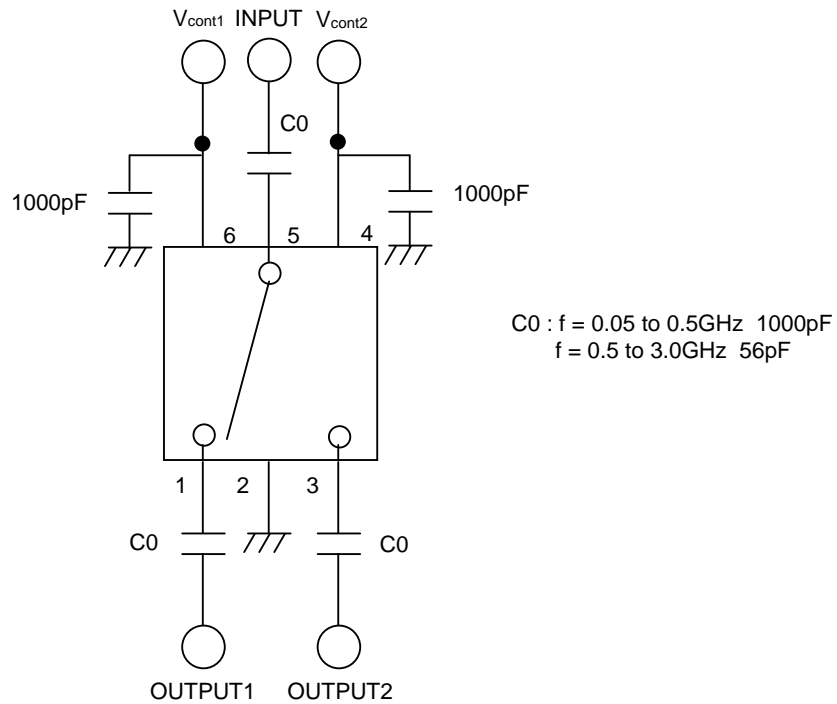 Vcont1 INPUT Vcont2
C0
1000pF
1000pF
6 5 4
C0 : f = 0.05 to 0.5GHz 1000pF
f = 0.5 to 3.0GHz 56pF
1 2 3
C0
C0
OUTPUT1 OUTPUT2